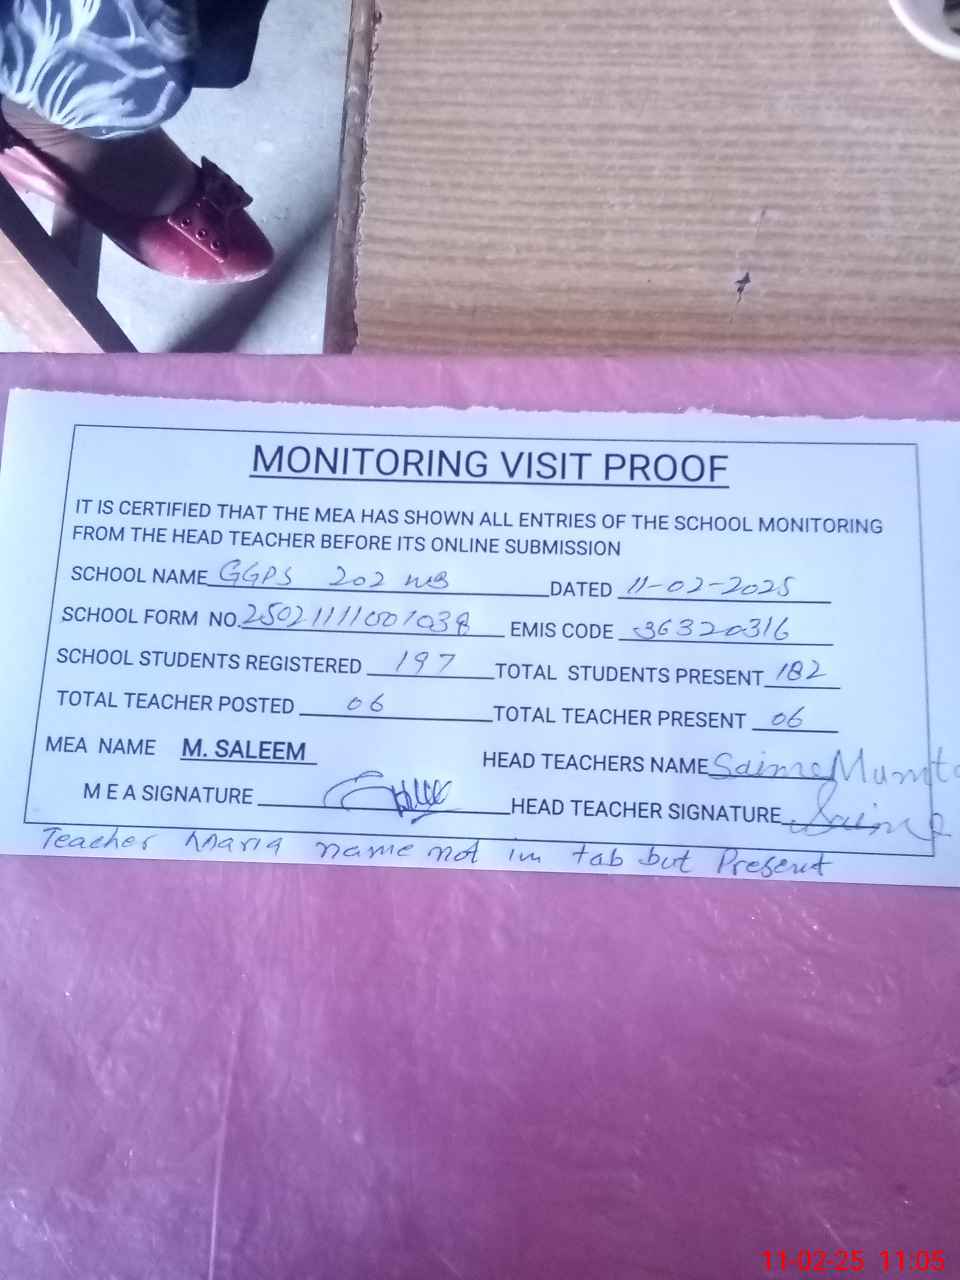 MONITORING VISIT PROOF
IT IS CERTIFIED THAT THE MEA HAS SHOWN ALL ENTRIES OF THE SCHOOL MONITORING
FROM THE HEAD TEACHER BEFORE ITS ONLINE SUBMISSION
SCHOOL NAME GGPS 202 WB DATED 11-02-2025
SCHOOL FORM NO. EMIS CODE 36320316
SCHOOL STUDENTS REGISTERED 197 TOTAL STUDENTS PRESENT 182
TOTAL TEACHER POSTED 06 TOTAL TEACHER PRESENT 06
MEA NAME M. SALEEM HEAD TEACHERS NAME Saima
M E A SIGNATURE HEAD TEACHER SIGNATURE Saima
Teacher Maria name not in tab but Present
11-02-25 11:05